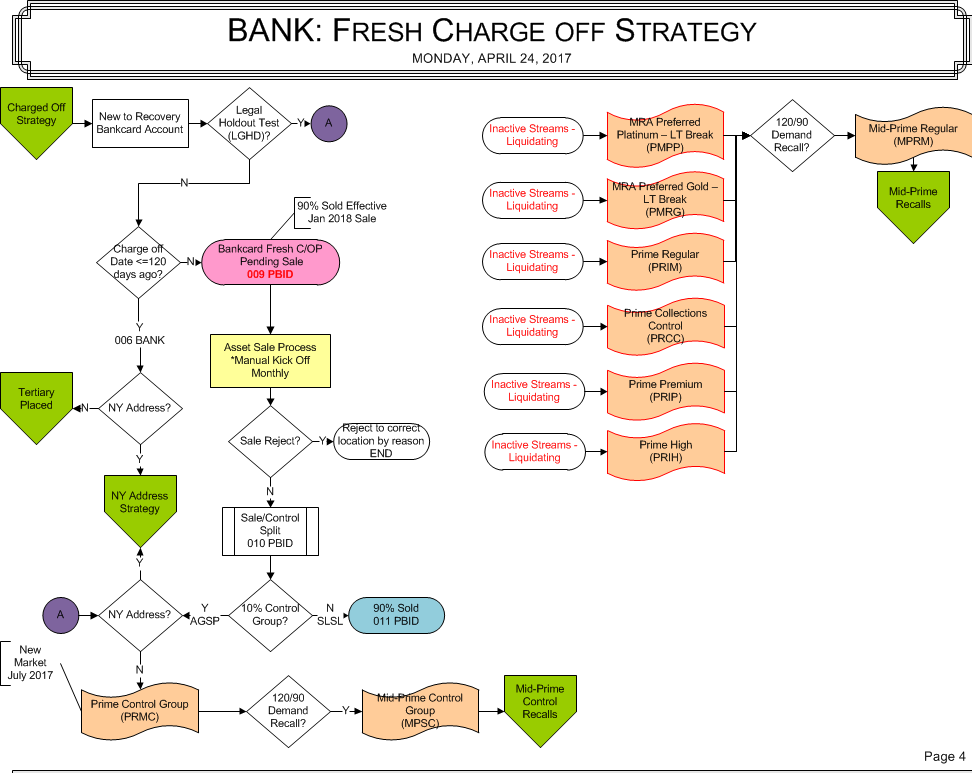 BANK: FRESH CHARGE OFF STRATEGY
MONDAY, APRIL 24, 2017
Charged Off
Strategy
New to Recovery
Bankcard Account
Legal
Holdout Test
(LGHD)?
Y
A
N
90% Sold Effective
Jan 2018 Sale
Charge off
Date <=120
days ago?
N
Bankcard Fresh C/OP
Pending Sale
009 PBID
Y
006 BANK
Asset Sale Process
*Manual Kick Off
Monthly
Tertiary
Placed
N
NY Address?
Sale Reject?
Y
Reject to correct
location by reason
END
Y
N
NY Address
Strategy
Sale/Control
Split
010 PBID
Y
A
NY Address?
Y
AGSP
10% Control
Group?
N
SLSL
90% Sold
011 PBID
New
Market
July 2017
N
Prime Control Group
(PRMC)
120/90
Demand
Recall?
Y
Mid-Prime Control
Group
(MPSC)
Mid-Prime
Control
Recalls
Inactive Streams -
Liquidating
MRA Preferred
Platinum – LT Break
(PMPP)
120/90
Demand
Recall?
Mid-Prime Regular
(MPRM)
Mid-Prime
Recalls
Inactive Streams -
Liquidating
MRA Preferred Gold –
LT Break
(PMRG)
Inactive Streams -
Liquidating
Prime Regular
(PRIM)
Inactive Streams -
Liquidating
Prime Collections
Control
(PRCC)
Inactive Streams -
Liquidating
Prime Premium
(PRIP)
Inactive Streams -
Liquidating
Prime High
(PRIH)
Page 4